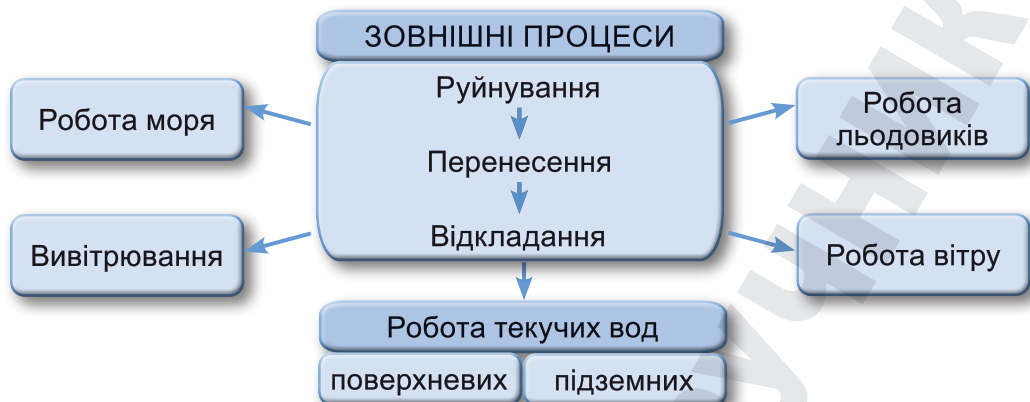 ЗОВНІШНІ ПРОЦЕСИ
Руйнування
Перенесення
Відкладання
Робота моря
Вивітрювання
Робота
льодовиків
Робота вітру
Робота текучих вод
поверхневих
підземних